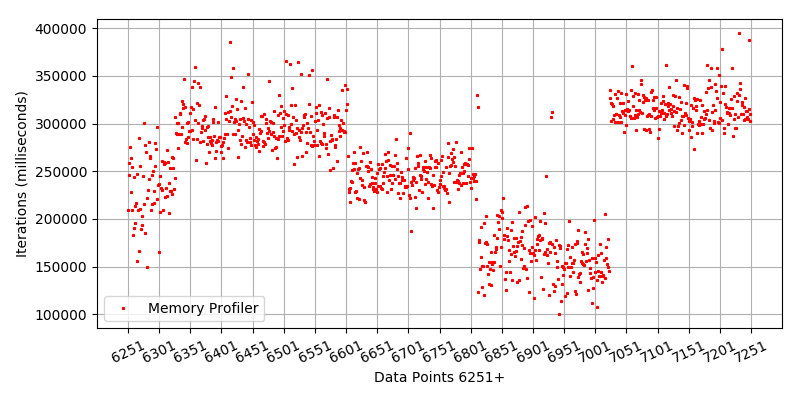 400000
350000
300000
250000
200000
150000
100000
Iterations (milliseconds)
Memory Profiler
6251 6301 6351 6401 6451 6501 6551 6601 6651 6701 6751 6801 6851 6901 6951 7001 7051 7101 7151 7201 7251
Data Points 6251+